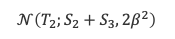 𝒩(T₂; S₂ + S₃, 2β²)